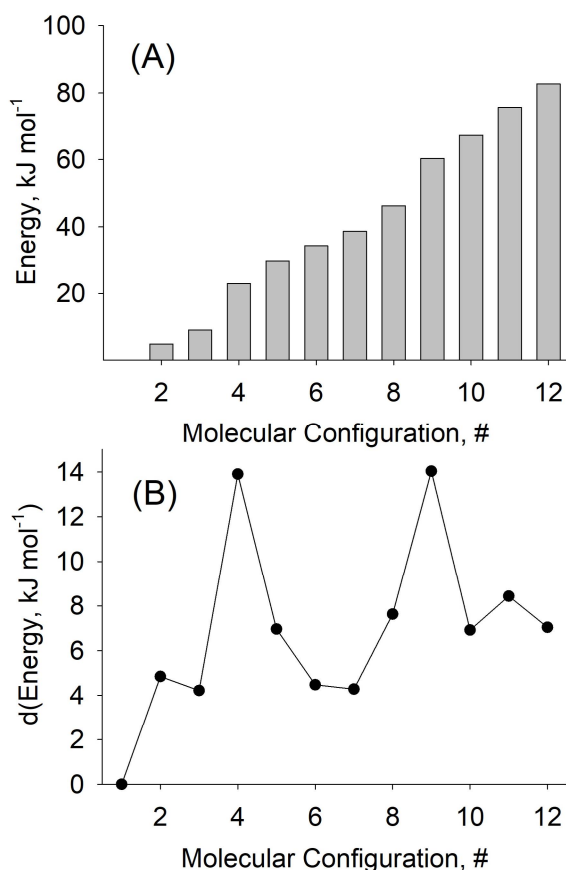 (A)
Energy, kJ mol⁻¹
100
80
60
40
20
2 4 6 8 10 12
Molecular Configuration, #
(B)
d(Energy, kJ mol⁻¹)
14
12
10
8
6
4
2
0
2 4 6 8 10 12
Molecular Configuration, #